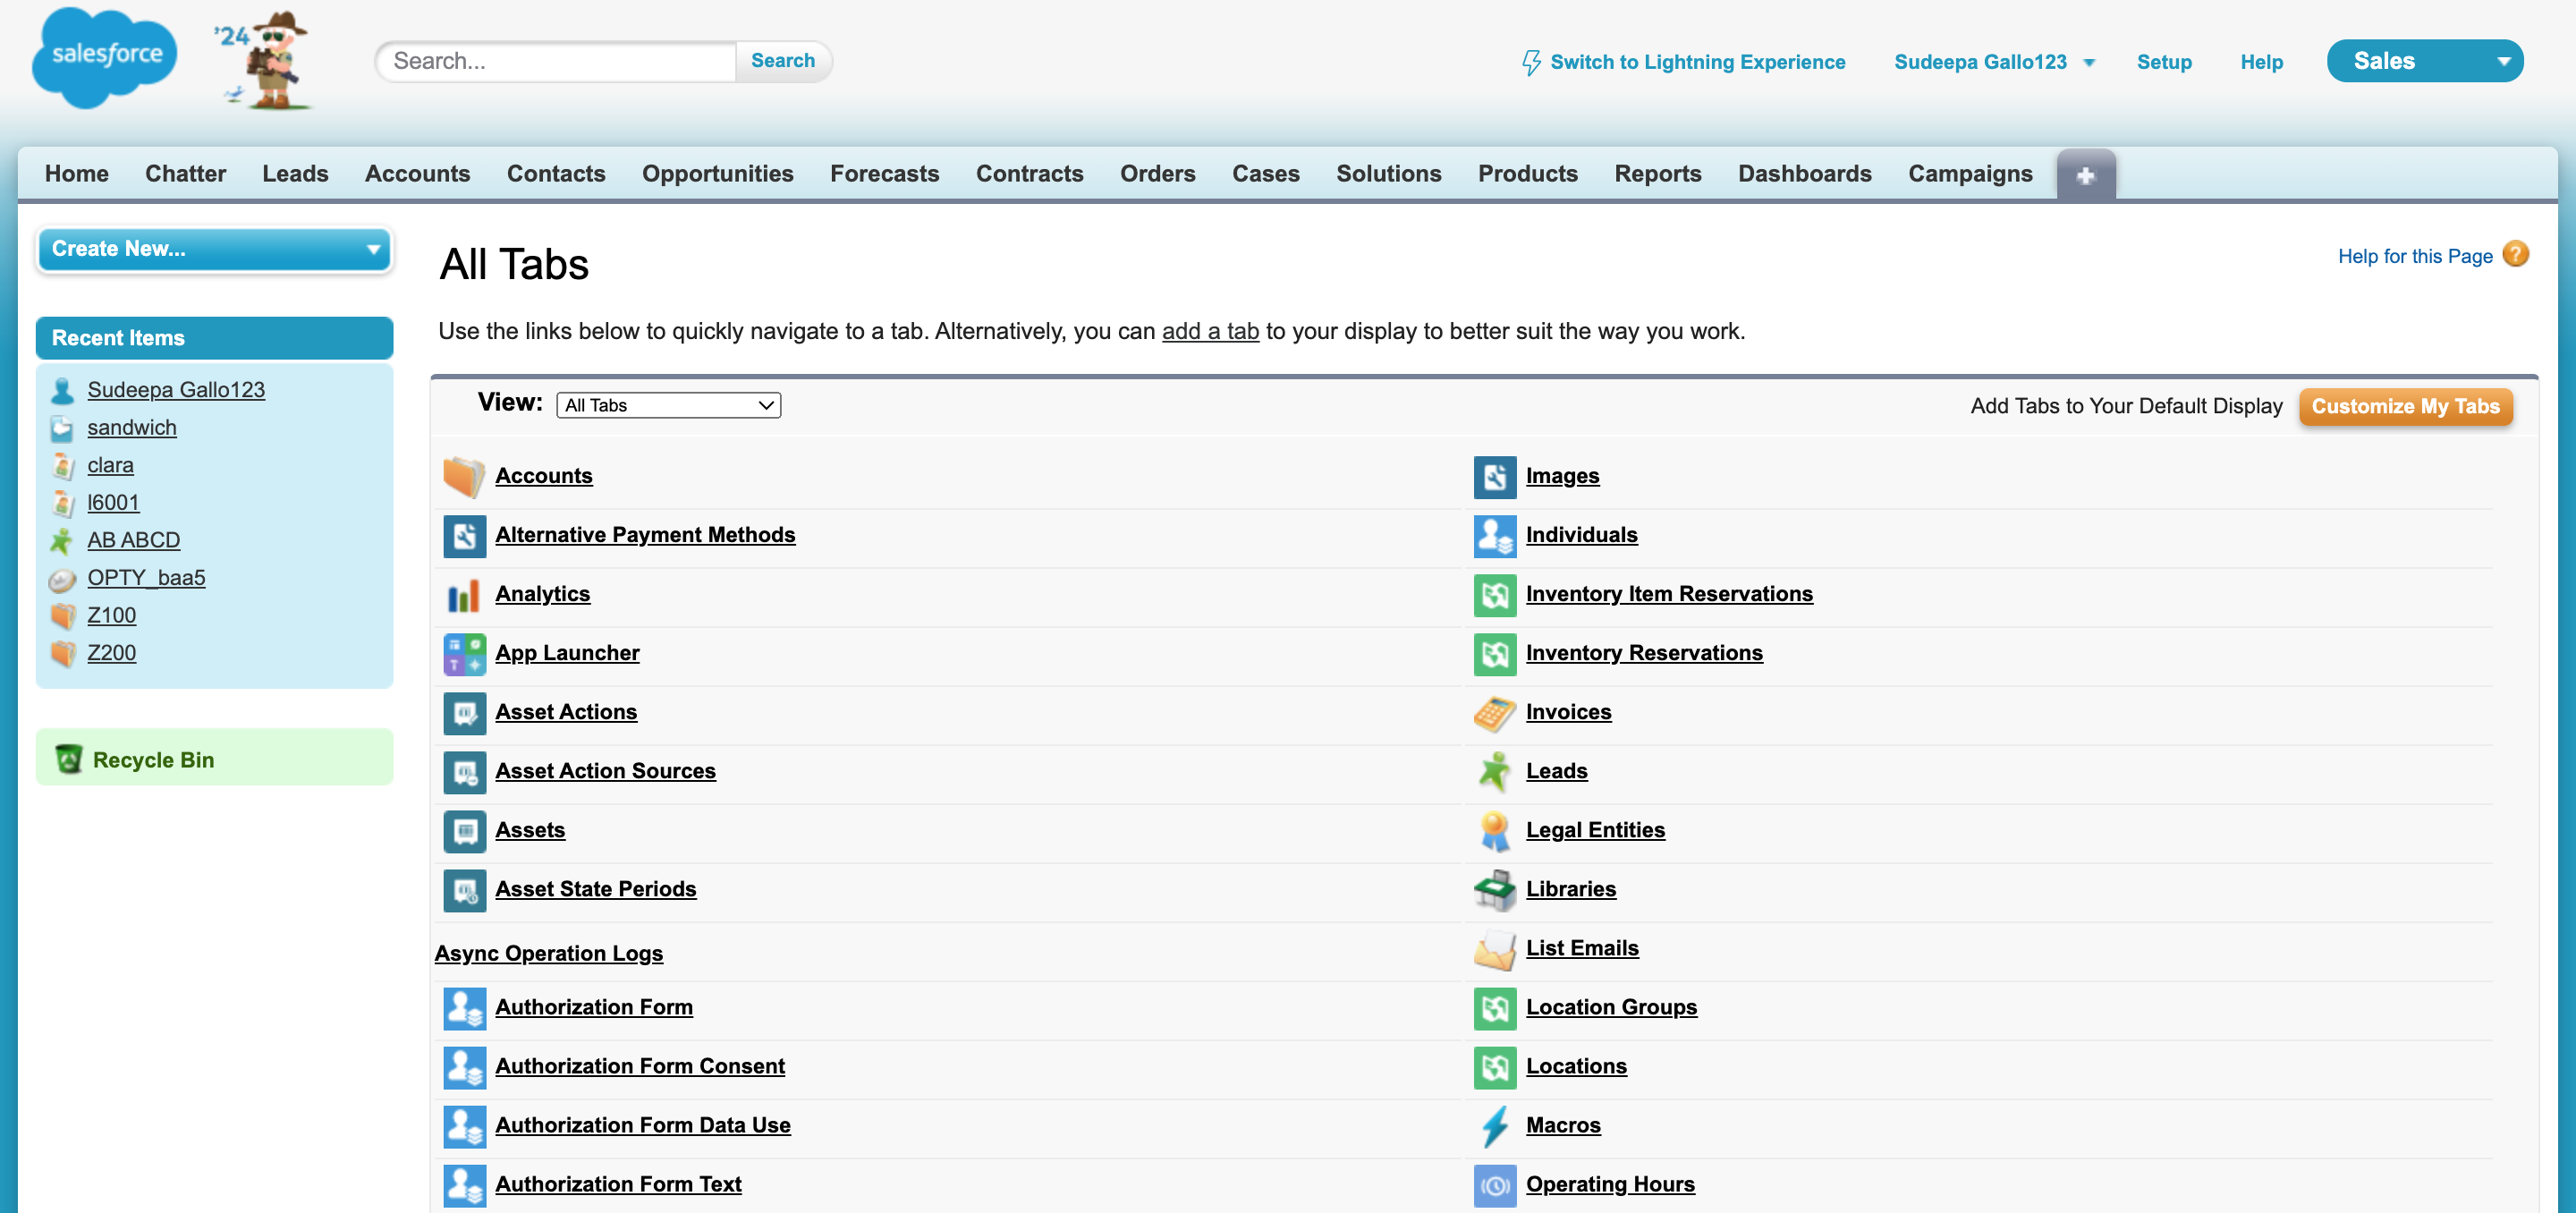 salesforce
'24
Search...
Search
Switch to Lightning Experience
Sudeepa Gallo123
Setup
Help
Sales
Home
Chatter
Leads
Accounts
Contacts
Opportunities
Forecasts
Contracts
Orders
Cases
Solutions
Products
Reports
Dashboards
Campaigns
Create New...
Recent Items
Sudeepa Gallo123
sandwich
clara
l6001
AB ABCD
OPTY_baa5
Z100
Z200
Recycle Bin
All Tabs
Help for this Page
Use the links below to quickly navigate to a tab. Alternatively, you can add a tab to your display to better suit the way you work.
View: All Tabs
Add Tabs to Your Default Display
Customize My Tabs
Accounts
Alternative Payment Methods
Analytics
App Launcher
Asset Actions
Asset Action Sources
Assets
Asset State Periods
Async Operation Logs
Authorization Form
Authorization Form Consent
Authorization Form Data Use
Authorization Form Text
Images
Individuals
Inventory Item Reservations
Inventory Reservations
Invoices
Leads
Legal Entities
Libraries
List Emails
Location Groups
Locations
Macros
Operating Hours